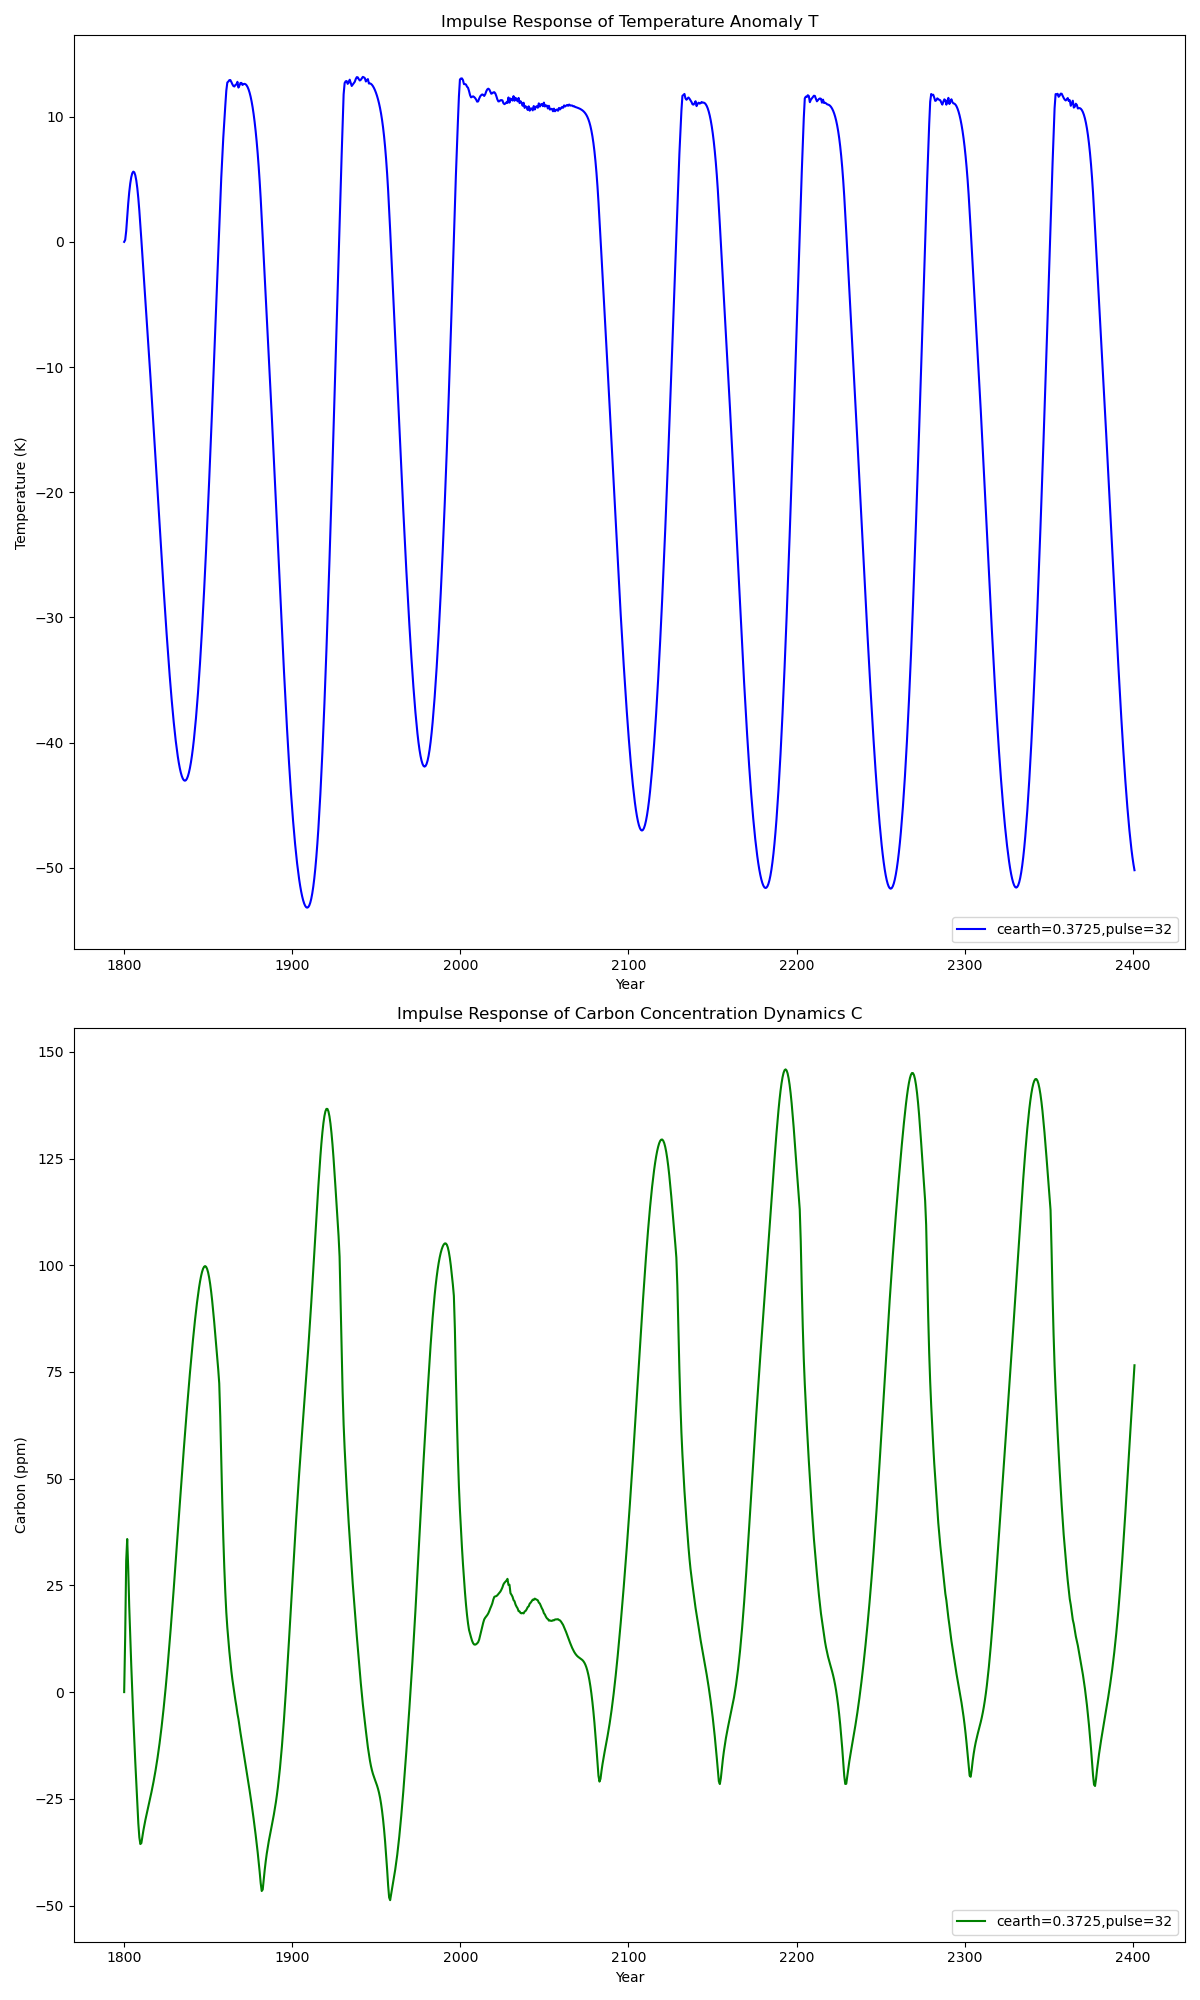 Impulse Response of Temperature Anomaly T
10
0
−10
−20
−30
−40
−50
Temperature (K)
cearth=0.3725,pulse=32
1800 1900 2000 2100 2200 2300 2400
Year
Impulse Response of Carbon Concentration Dynamics C
150
125
100
75
50
25
0
−25
−50
Carbon (ppm)
cearth=0.3725,pulse=32
1800 1900 2000 2100 2200 2300 2400
Year